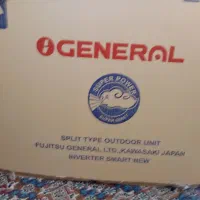 GENERAL
SUPER POWER
SPLIT TYPE OUTDOOR UNIT
FUJITSU GENERAL LTD.,KAWASAKI JAPAN
INVERTER SMART NEW